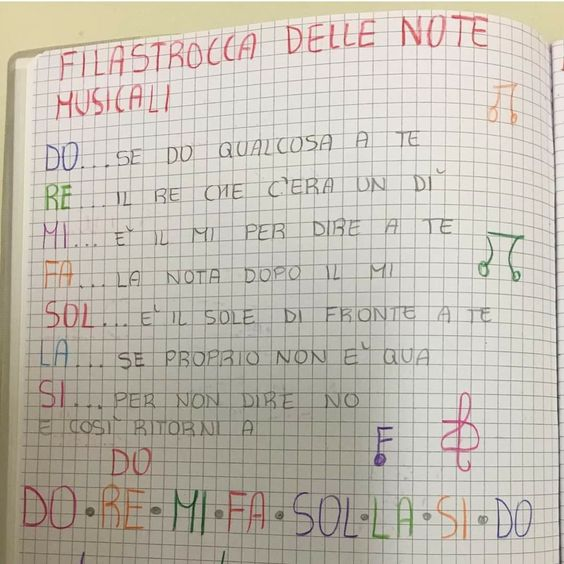 FILASTROCCA DELLE NOTE
MUSICALI
DO... SE DO QUALCOSA A TE
RE... IL RE CHE C'ERA UN DÌ
MI... È IL MI PER DIRE A TE
FA... LA NOTA DOPO IL MI
SOL... È IL SOLE DI FRONTE A TE
LA... SE PROPRIO NON È QUA
SI... PER NON DIRE NO
E COSÌ RITORNI A
DO
DO • RE • MI • FA • SOL • LA • SI • DO